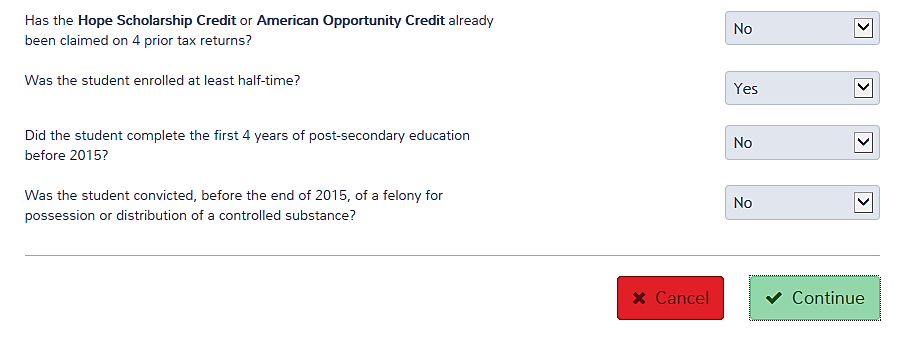 Has the Hope Scholarship Credit or American Opportunity Credit already
been claimed on 4 prior tax returns?
No
Was the student enrolled at least half-time?
Yes
Did the student complete the first 4 years of post-secondary education
before 2015?
No
Was the student convicted, before the end of 2015, of a felony for
possession or distribution of a controlled substance?
No
Cancel
Continue